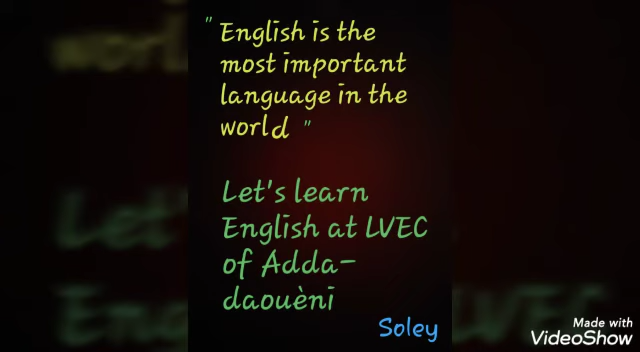 " English is the
most important
language in the
world "
Let's learn
English at LVEC
of Adda-
daouèni
Soley
Made with
VideoShow